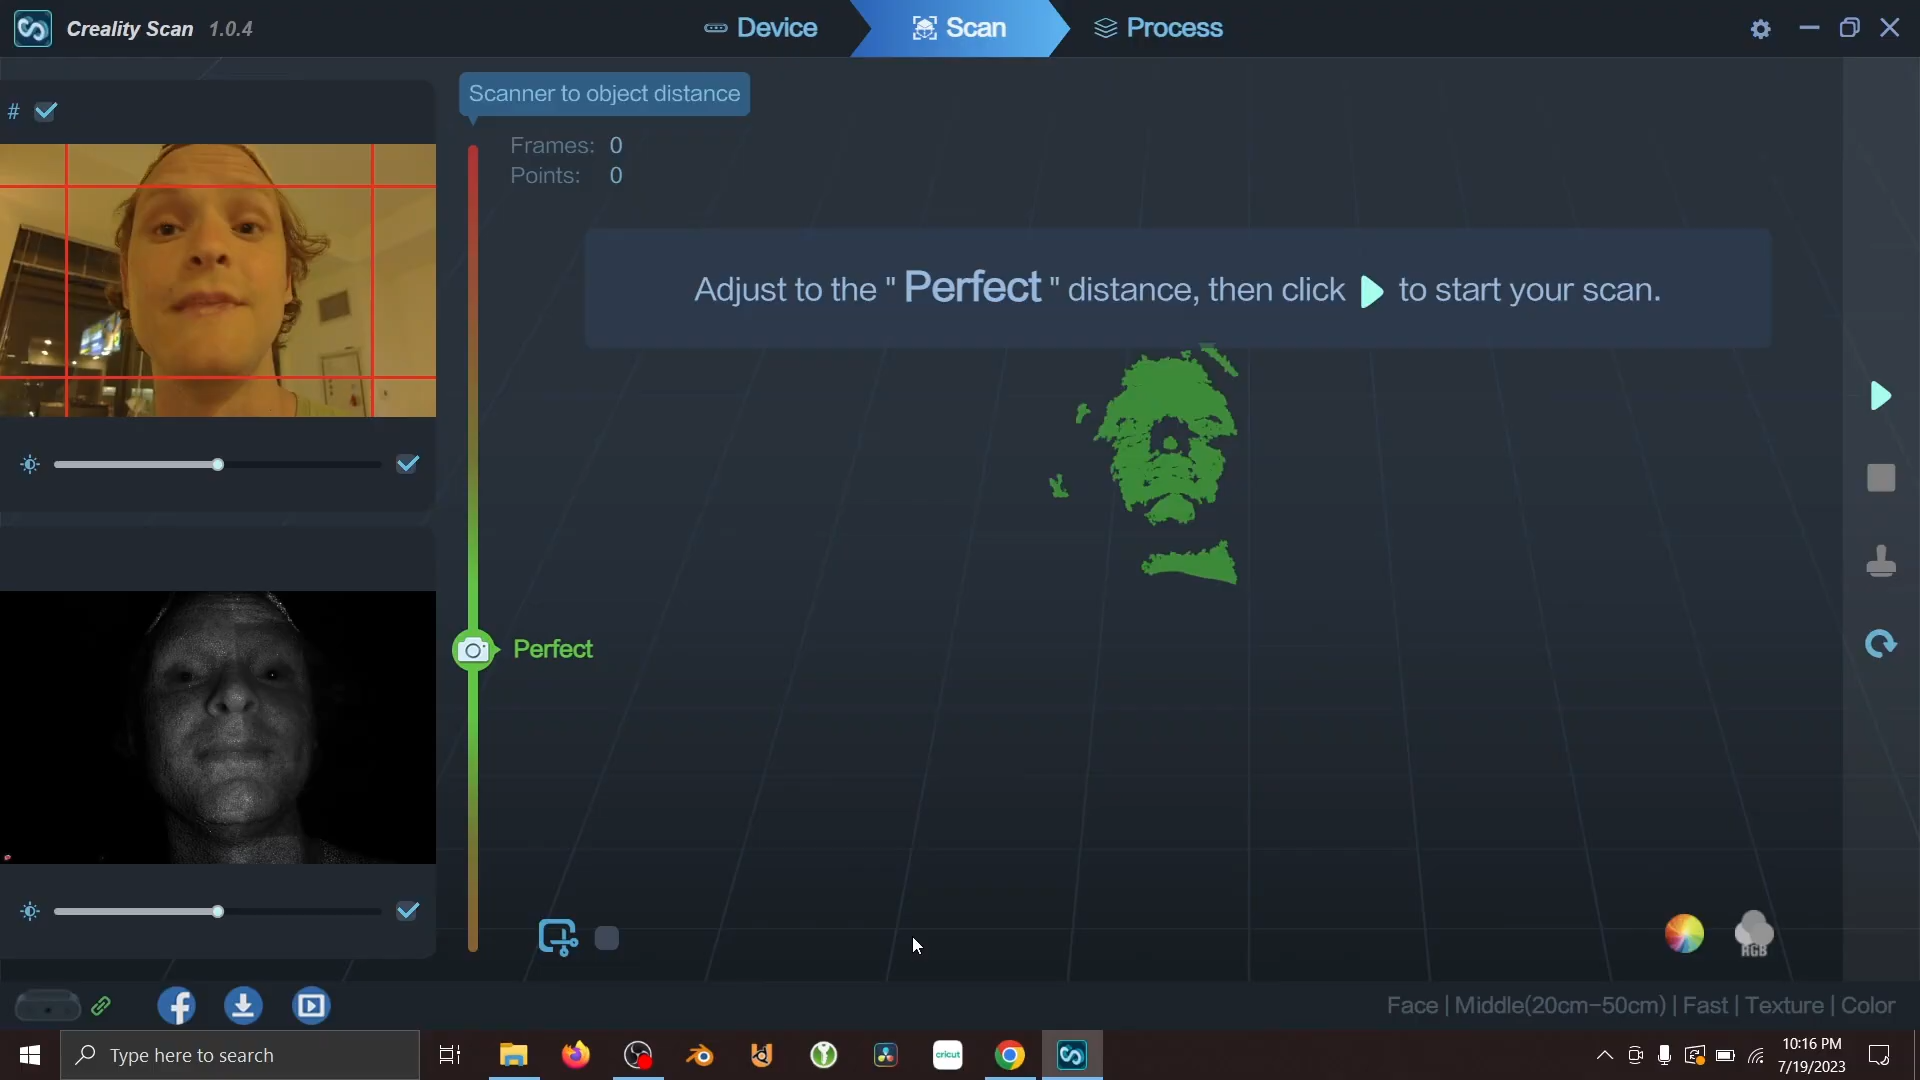 Creality Scan 1.0.4
Device
Scan
Process
Scanner to object distance
#
Frames: 0
Points: 0
Adjust to the " Perfect " distance, then click to start your scan.
Perfect
RGB
Face | Middle(20cm-50cm) | Fast | Texture | Color
Type here to search
cricut
10:16 PM
7/19/2023